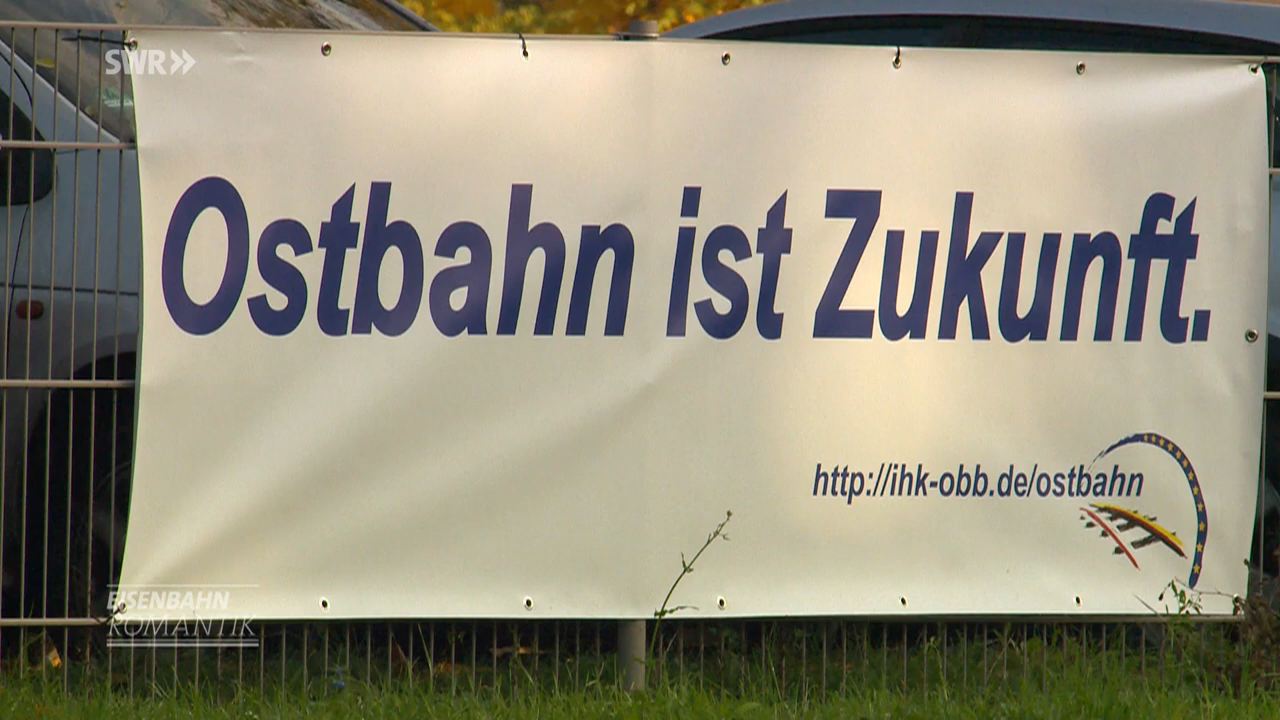 SWR»
Ostbahn ist Zukunft.
http://ihk-obb.de/ostbahn
EISENBAHN
ROMANTIK